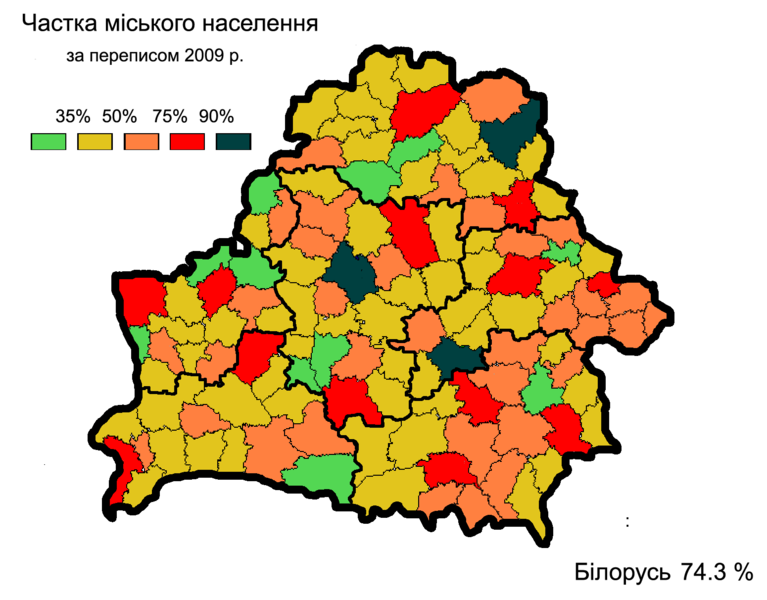 Частка міського населення
за переписом 2009 р.
35% 50% 75% 90%
:
Білорусь 74.3 %